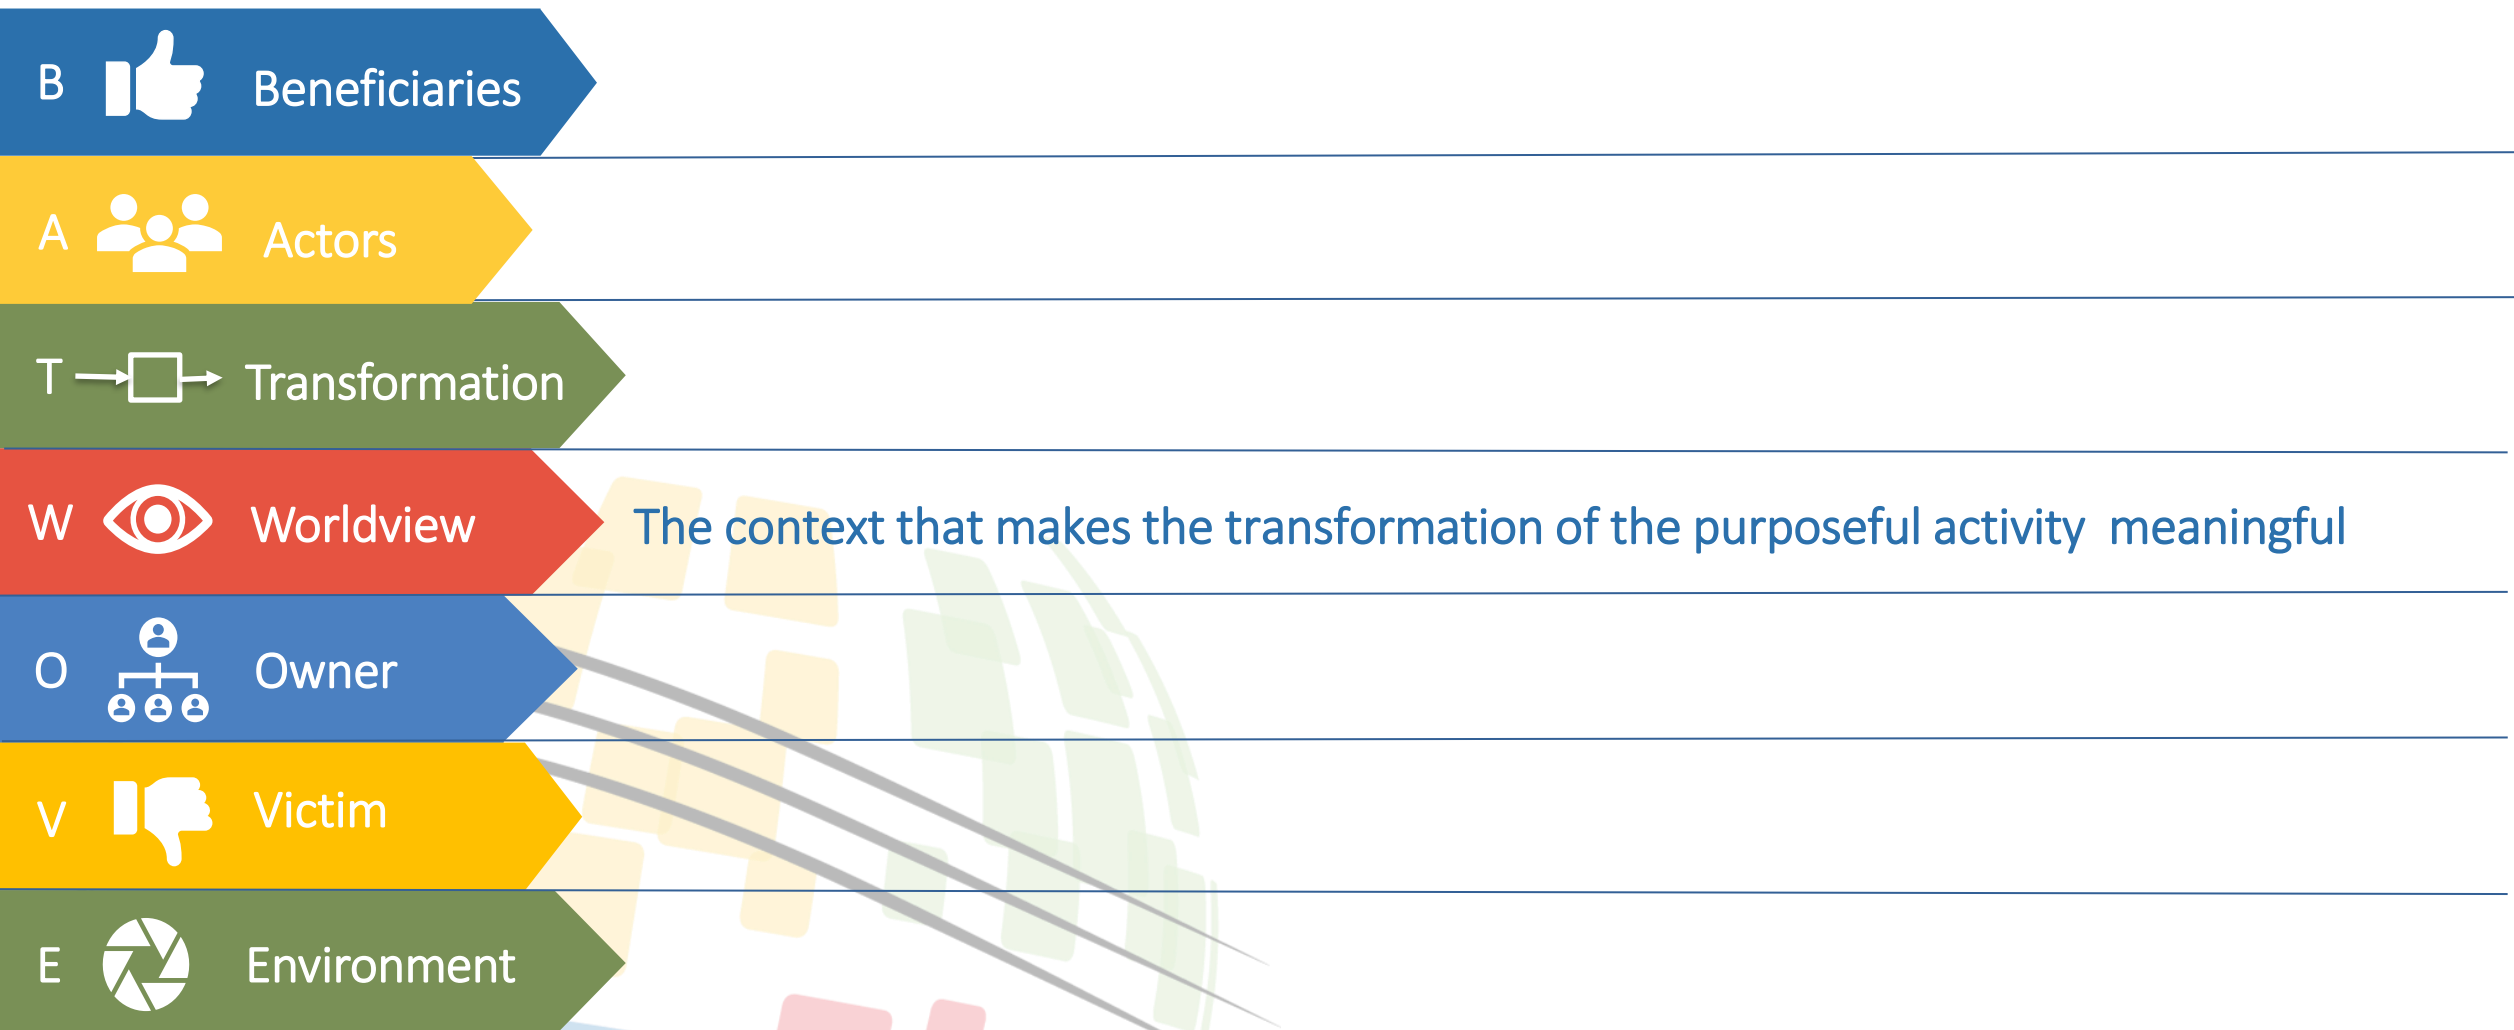 B Beneficiaries
A Actors
T Transformation
W Worldview The context that makes the transformation of the purposeful activity meaningful
O Owner
V Victim
E Environment